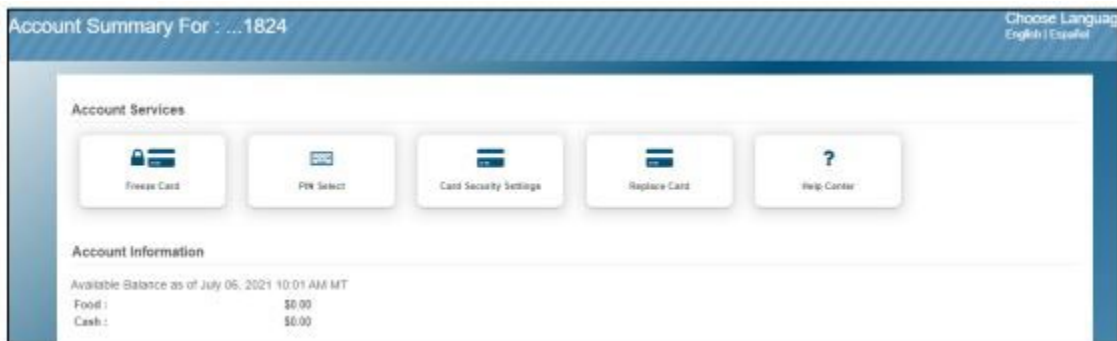 Account Summary For : ...1824
Choose Languag
English | Español
Account Services
Freeze Card
PIN Select
Card Security Settings
Replace Card
Help Center
?
Account Information
Available Balance as of July 06, 2021 10:01 AM MT
Food : $0.00
Cash : $0.00